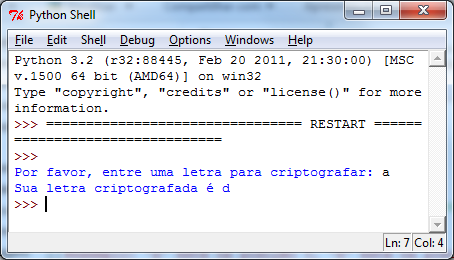 Python Shell
File Edit Shell Debug Options Windows Help
Python 3.2 (r32:88445, Feb 20 2011, 21:30:00) [MSC
v.1500 64 bit (AMD64)] on win32
Type "copyright", "credits" or "license()" for more
information.
>>> ================================ RESTART ======
==========================
>>>
Por favor, entre uma letra para criptografar: a
Sua letra criptografada é d
>>>
Ln: 7 Col: 4